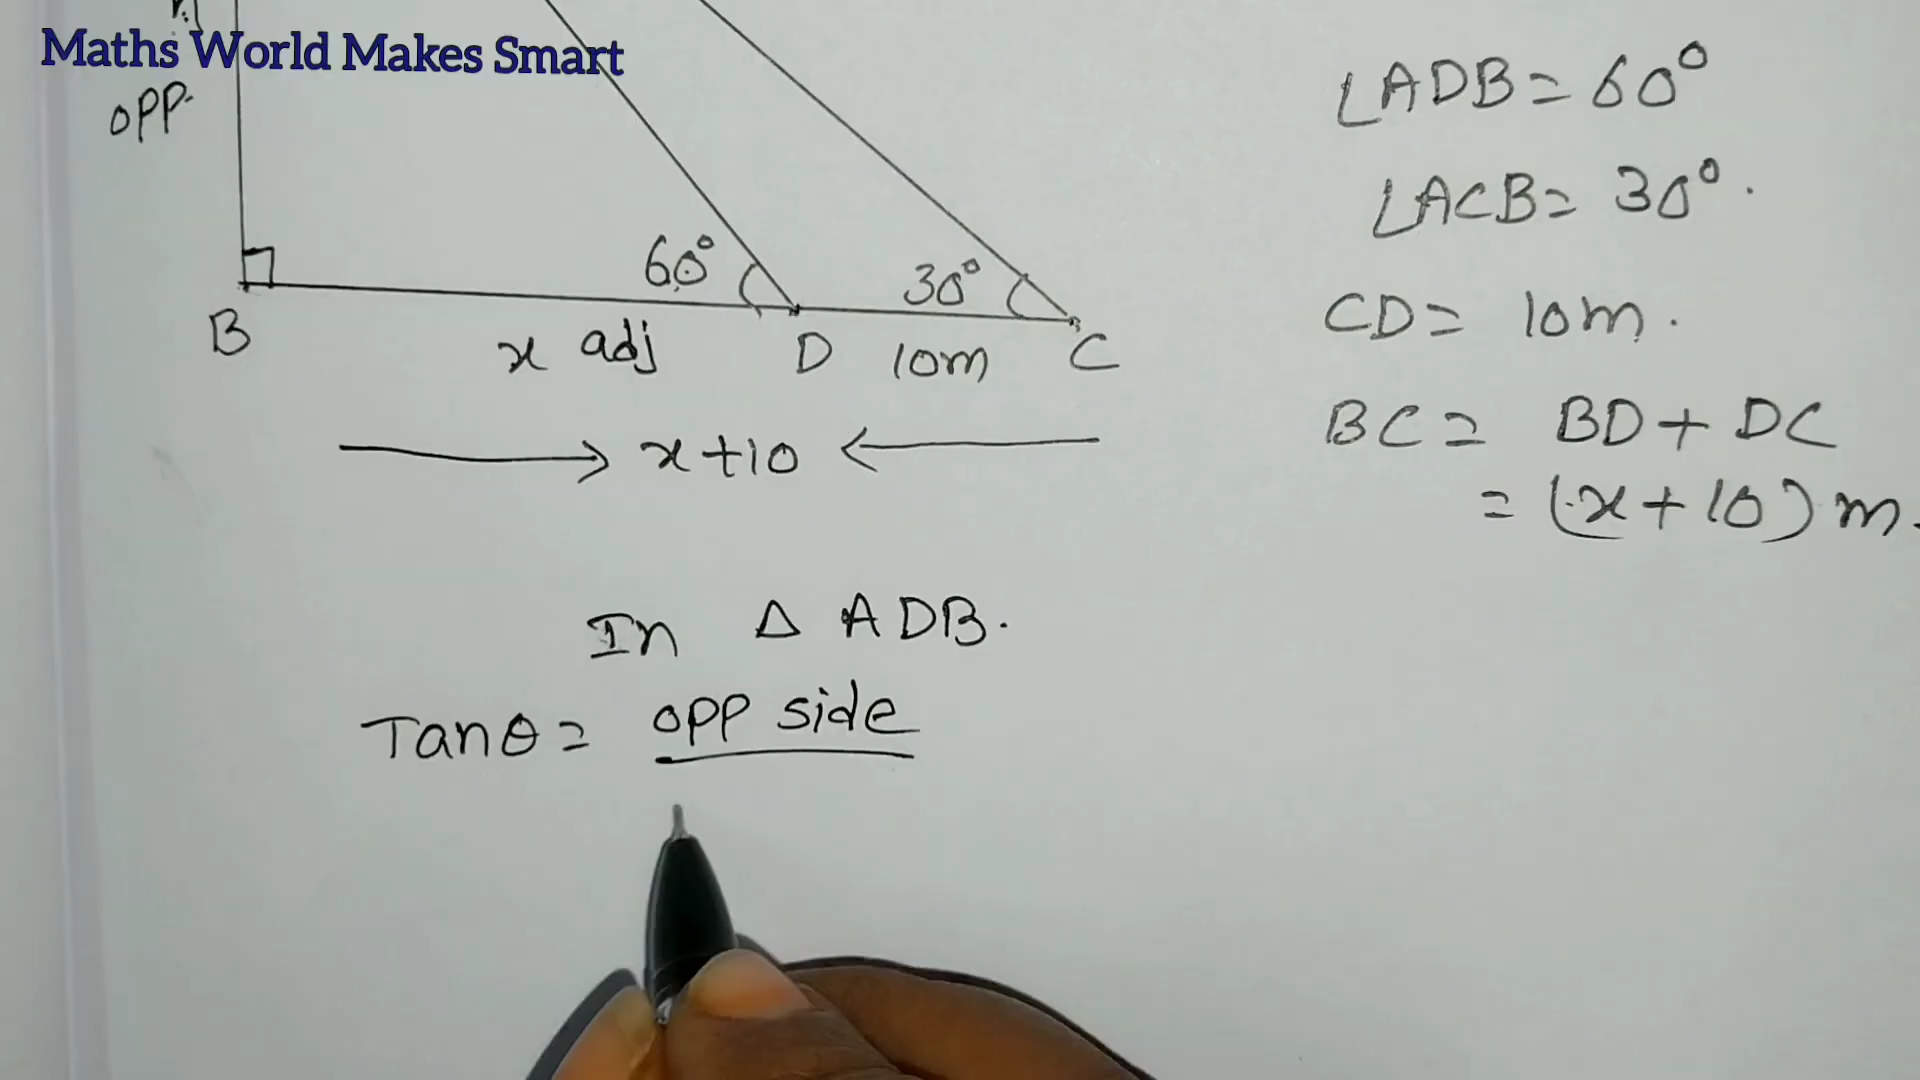 Maths World Makes Smart
opp.
60°
30°
B
x adj
D
10m
C
x+10
∠ADB = 60°
∠ACB = 30°.
CD = 10m.
BC = BD + DC
= (x + 10) m.
In Δ ADB.
Tanθ = opp side